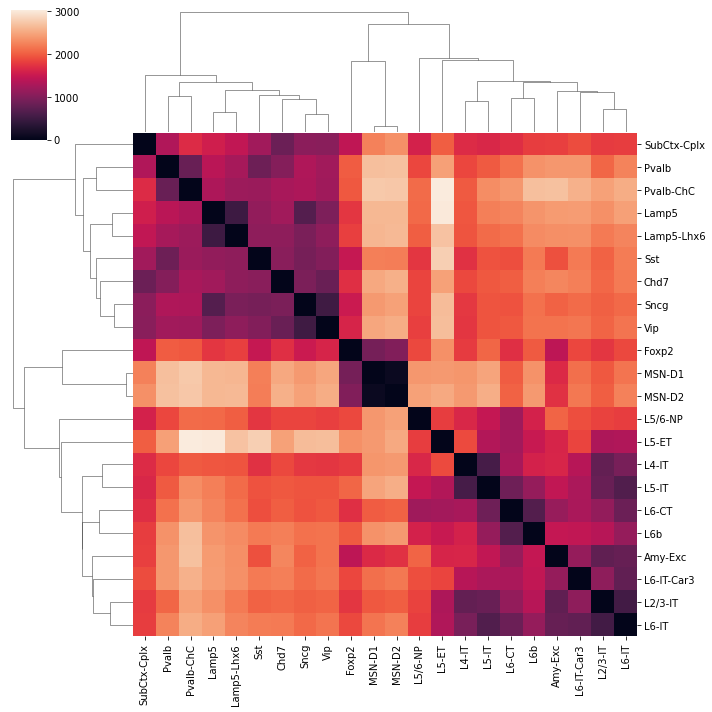 3000
2000
1000
0
SubCtx-Cplx
Pvalb
Pvalb-ChC
Lamp5
Lamp5-Lhx6
Sst
Chd7
Sncg
Vip
Foxp2
MSN-D1
MSN-D2
L5/6-NP
L5-ET
L4-IT
L5-IT
L6-CT
L6b
Amy-Exc
L6-IT-Car3
L2/3-IT
L6-IT
SubCtx-Cplx
Pvalb
Pvalb-ChC
Lamp5
Lamp5-Lhx6
Sst
Chd7
Sncg
Vip
Foxp2
MSN-D1
MSN-D2
L5/6-NP
L5-ET
L4-IT
L5-IT
L6-CT
L6b
Amy-Exc
L6-IT-Car3
L2/3-IT
L6-IT